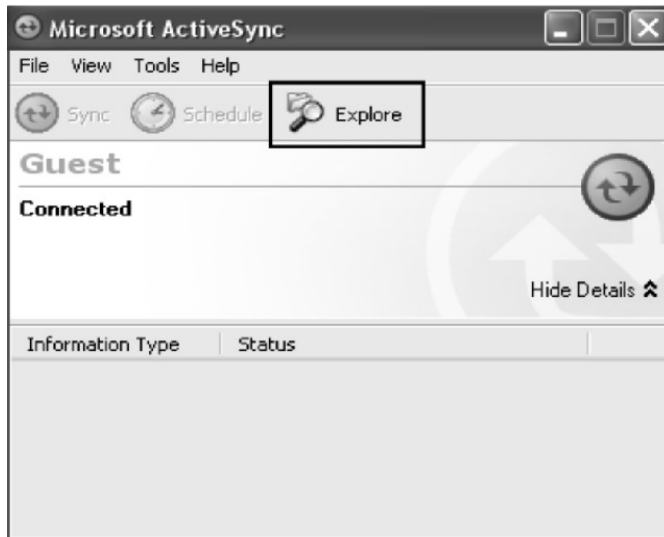 Microsoft ActiveSync
File View Tools Help
Sync Schedule Explore
Guest
Connected
Hide Details
Information Type Status